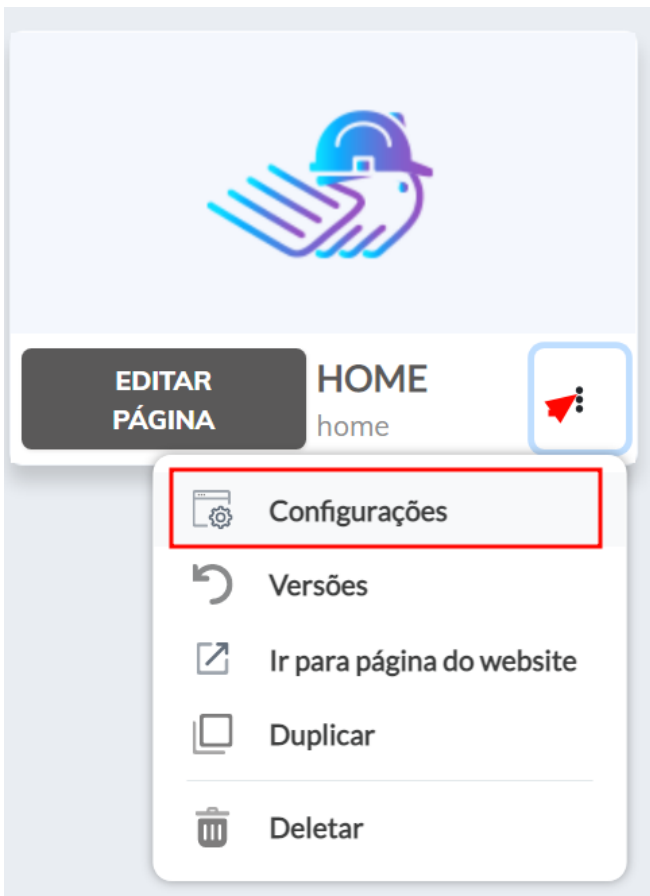 EDITAR
PÁGINA
HOME
home
Configurações
Versões
Ir para página do website
Duplicar
Deletar